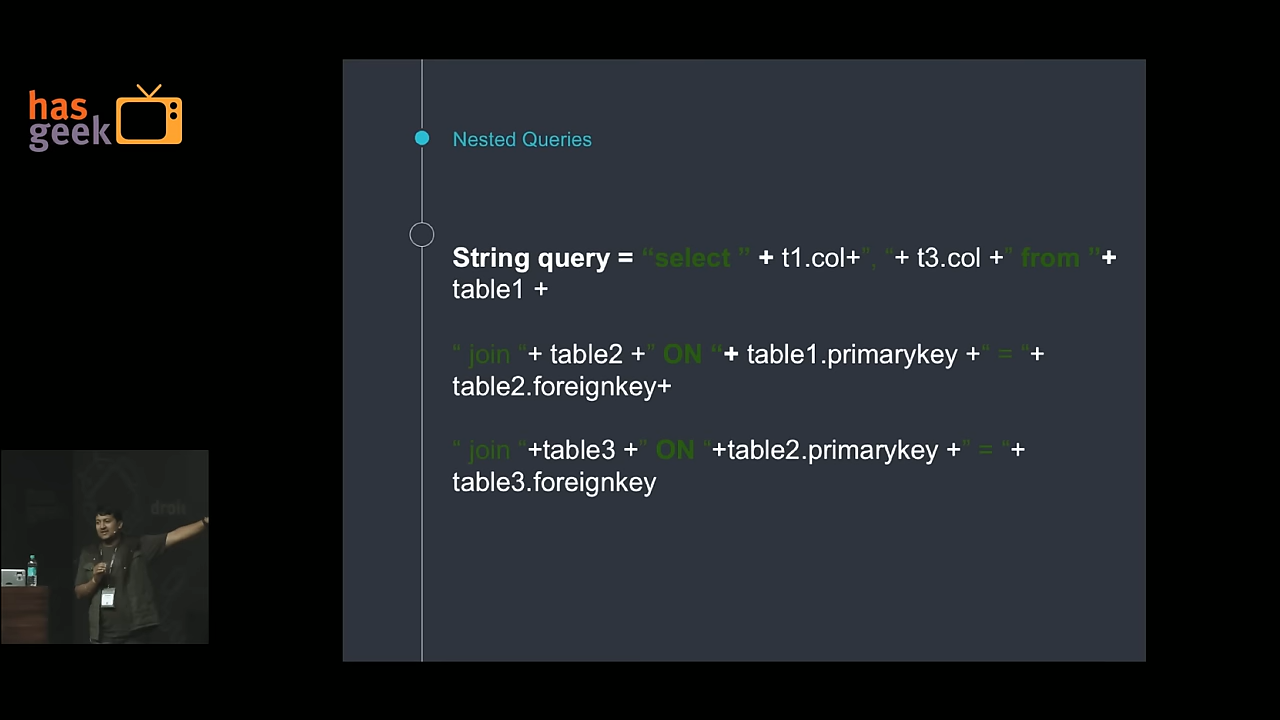 has
geek
Nested Queries
String query = “select ” + t1.col+”, “+ t3.col +” from ”+
table1 +
“ join “+ table2 +” ON “+ table1.primarykey +“ = “+
table2.foreignkey+
“ join “+table3 +” ON “+table2.primarykey +” = “+
table3.foreignkey
droi